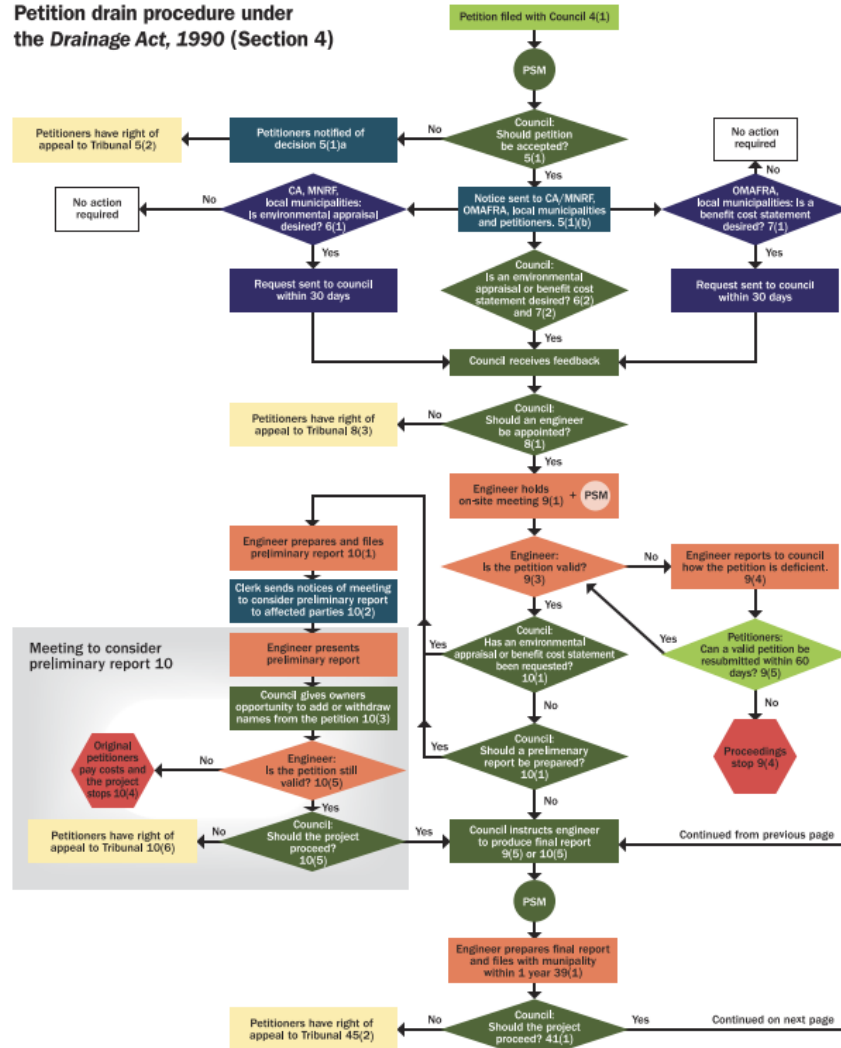 Petition drain procedure under
the Drainage Act, 1990 (Section 4)
Petition filed with Council 4(1)
PSM
Council:
Should petition
be accepted?
5(1)
No
Petitioners notified of
decision 5(1)a
Petitioners have right of
appeal to Tribunal 5(2)
Yes
Notice sent to CA/MNRF,
OMAFRA, local municipalities
and petitioners. 5(1)(b)
CA, MNRF,
local municipalities:
Is environmental appraisal
desired? 6(1)
No
No action
required
Yes
Request sent to council
within 30 days
OMAFRA,
local municipalities: Is a
benefit cost statement
desired? 7(1)
No
No action
required
Yes
Request sent to council
within 30 days
Council:
Is an environmental
appraisal or benefit cost
statement desired? 6(2)
and 7(2)
Yes
Council receives feedback
Council:
Should an engineer
be appointed?
8(1)
No
Petitioners have right of
appeal to Tribunal 8(3)
Yes
Engineer holds
on-site meeting 9(1)
+
PSM
Engineer:
Is the petition valid?
9(3)
No
Engineer reports to council
how the petition is deficient.
9(4)
Petitioners:
Can a valid petition be
resubmitted within 60
days? 9(5)
Yes
No
Proceedings
stop 9(4)
Yes
Council:
Has an environmental
appraisal or benefit cost statement
been requested?
10(1)
Yes
No
Council:
Should a prelimenary
report be prepared?
10(1)
Yes
No
Engineer prepares and files
preliminary report 10(1)
Clerk sends notices of meeting
to consider preliminary report
to affected parties 10(2)
Meeting to consider
preliminary report 10
Engineer presents
preliminary report
Council gives owners
opportunity to add or withdraw
names from the petition 10(3)
Engineer:
Is the petition still
valid? 10(5)
No
Original
petitioners
pay costs and
the project
stops 10(4)
Yes
Council:
Should the project
proceed?
10(5)
No
Petitioners have right of
appeal to Tribunal 10(6)
Yes
Council instructs engineer
to produce final report
9(5) or 10(5)
Continued from previous page
PSM
Engineer prepares final report
and files with munipality
within 1 year 39(1)
Council:
Should the project
proceed? 41(1)
No
Petitioners have right of
appeal to Tribunal 45(2)
Yes
Continued on next page